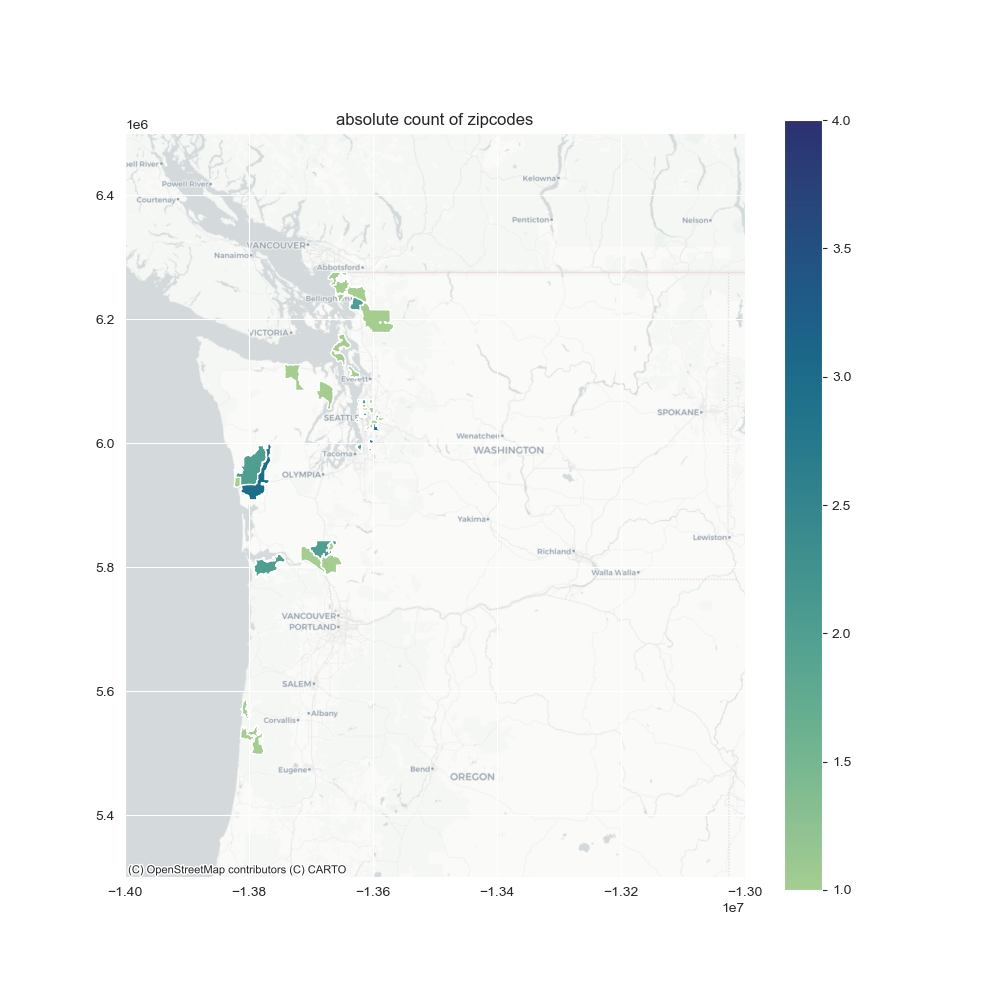 absolute count of zipcodes
1e6
4.0
ell River
Powell River
Courtenay
Kelowna
6.4
Penticton
Nelson
VANCOUVER
Nanaimo
3.5
Abbotsford
Bellingh
6.2
VICTORIA
3.0
Everett
SPOKANE
SEATTL
Wenatchee
6.0
WASHINGTON
Tacoma
OLYMPIA
2.5
Yakima
Lewiston
Richland
5.8
Walla Walla
VANCOUVER
PORTLAND
2.0
5.6
SALEM
Albany
Corvallis
1.5
Eugene
Bend
OREGON
5.4
(C) OpenStreetMap contributors (C) CARTO
1.0
−1.40 −1.38 −1.36 −1.34 −1.32 −1.30
1e7